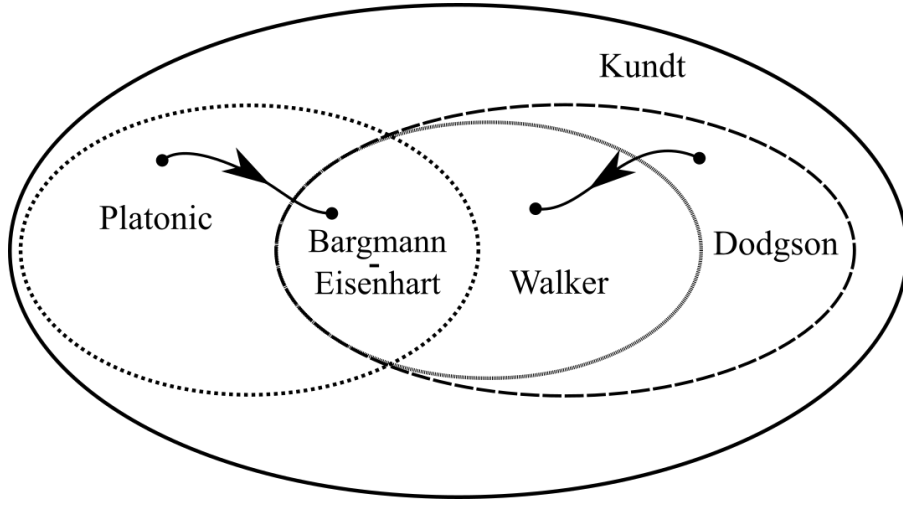 Kundt
Platonic
Bargmann
-
Eisenhart
Walker
Dodgson